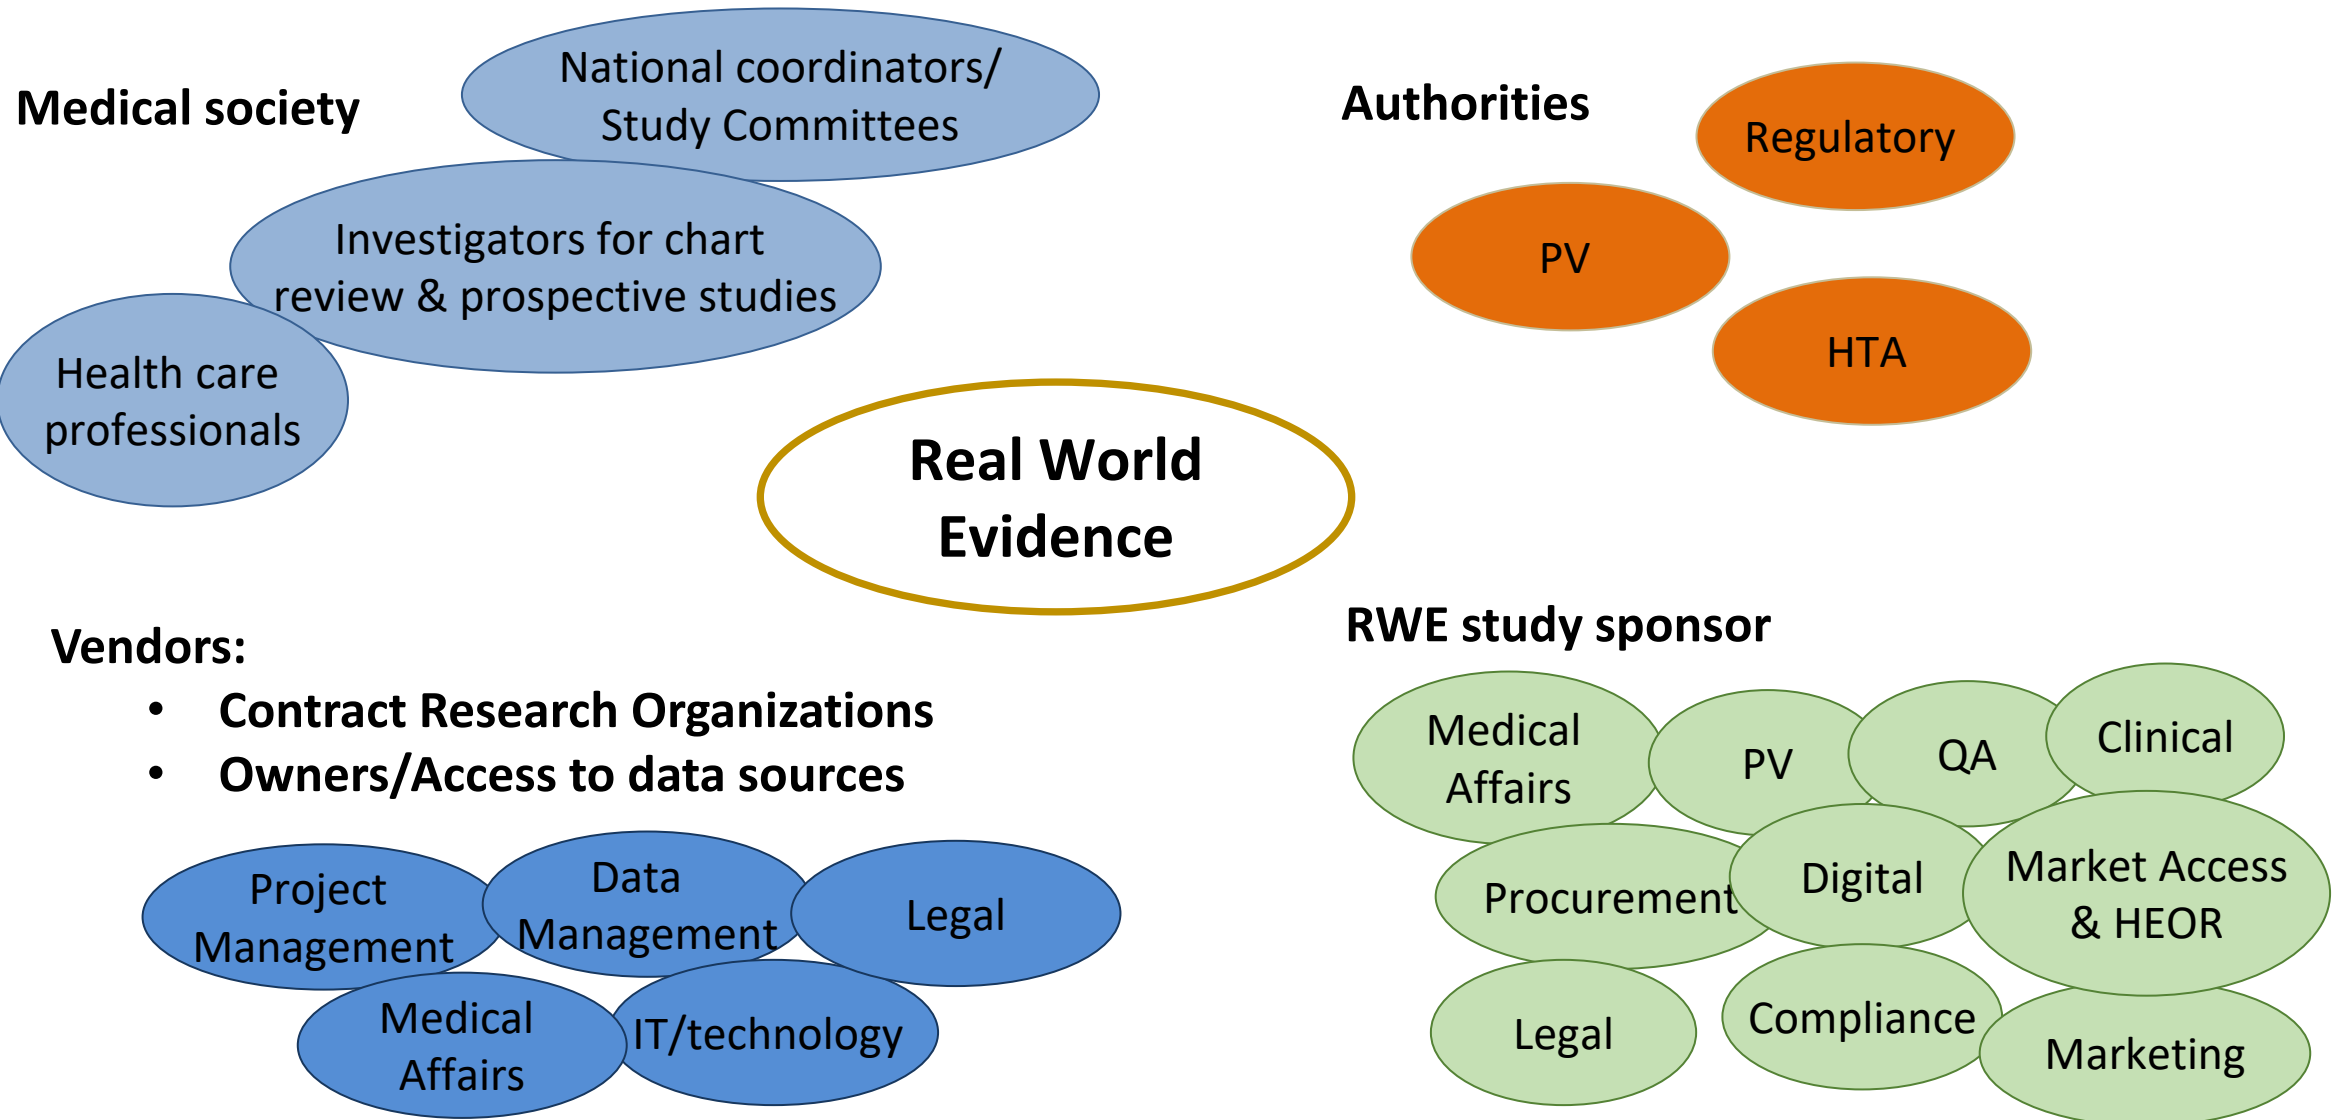 Medical society
National coordinators/
Study Committees
Investigators for chart
review & prospective studies
Health care
professionals
Authorities
Regulatory
PV
HTA
Real World
Evidence
Vendors:
• Contract Research Organizations
• Owners/Access to data sources
Project
Management
Data
Management
Legal
Medical
Affairs
IT/technology
RWE study sponsor
Medical
Affairs
PV
QA
Clinical
Procurement
Digital
Market Access
& HEOR
Legal
Compliance
Marketing